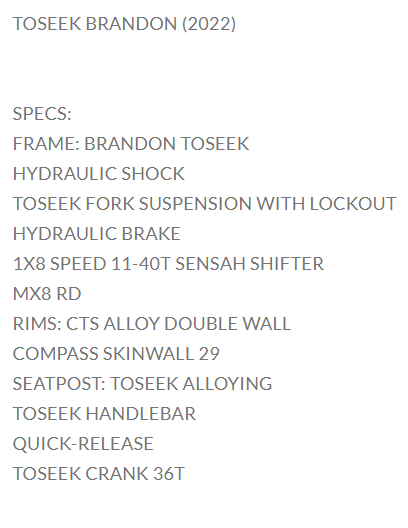 TOSEEK BRANDON (2022)
SPECS:
FRAME: BRANDON TOSEEK
HYDRAULIC SHOCK
TOSEEK FORK SUSPENSION WITH LOCKOUT
HYDRAULIC BRAKE
1X8 SPEED 11-40T SENSAH SHIFTER
MX8 RD
RIMS: CTS ALLOY DOUBLE WALL
COMPASS SKINWALL 29
SEATPOST: TOSEEK ALLOYING
TOSEEK HANDLEBAR
QUICK-RELEASE
TOSEEK CRANK 36T